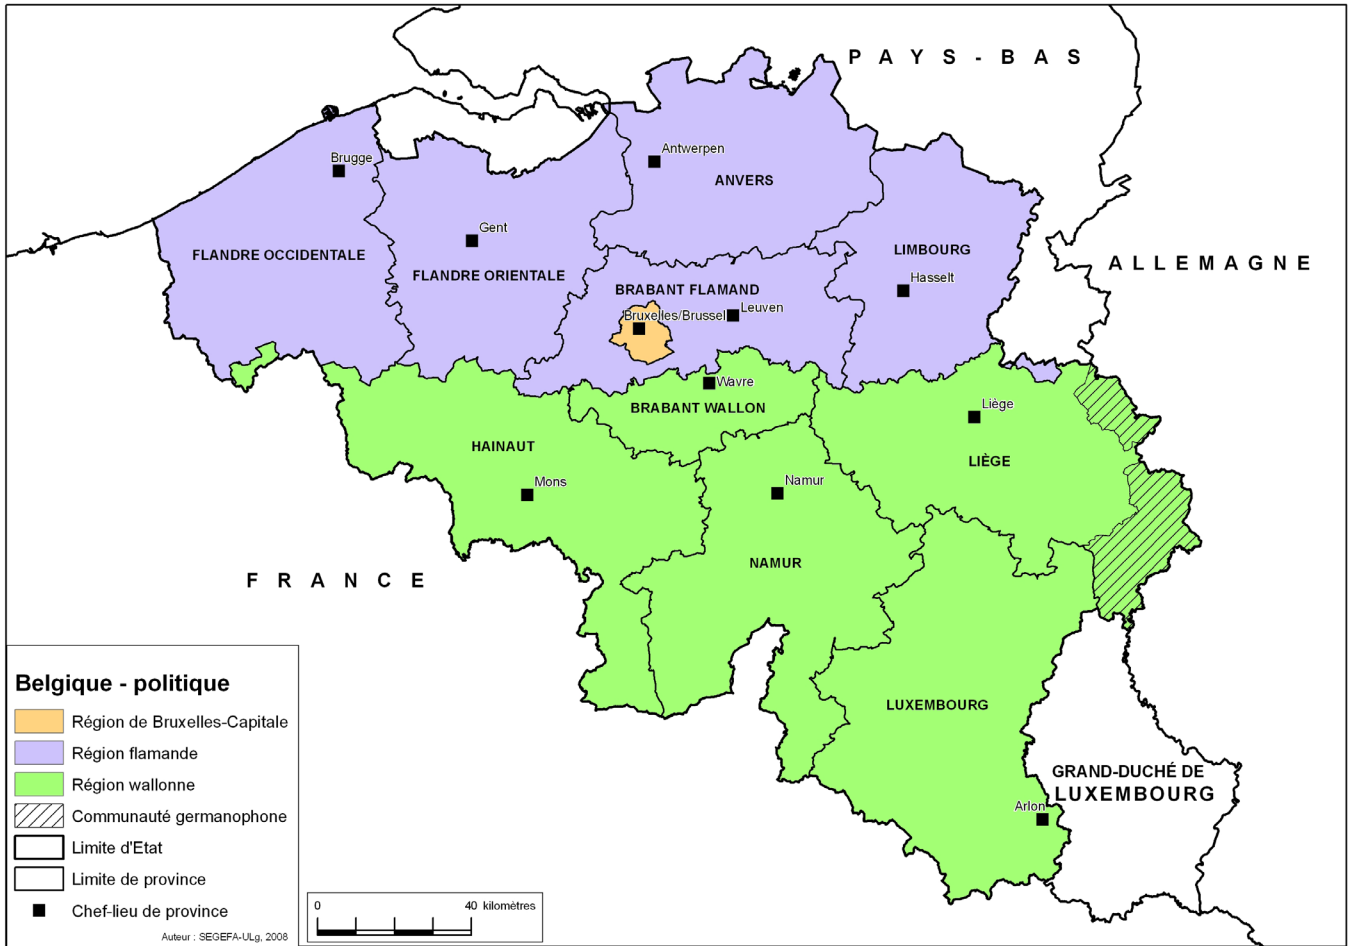 PAYS-BAS
Brugge
Antwerpen
ANVERS
Gent
FLANDRE OCCIDENTALE
FLANDRE ORIENTALE
LIMBOURG
ALLEMAGNE
Hasselt
BRABANT FLAMAND
Leuven
Bruxelles/Brussel
Wavre
BRABANT WALLON
Liège
HAINAUT
LIÈGE
Mons
Namur
NAMUR
FRANCE
LUXEMBOURG
GRAND-DUCHÉ DE
LUXEMBOURG
Arlon
Belgique - politique
Région de Bruxelles-Capitale
Région flamande
Région wallonne
Communauté germanophone
Limite d'Etat
Limite de province
Chef-lieu de province
Auteur : SEGEFA-ULg, 2008
0 40 kilomètres